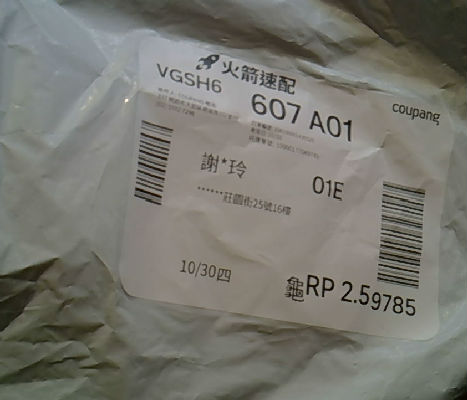 火箭速配
coupang
VGSH6
607 A01
謝*玲
01E
******莊園街25號16樓
10/30四
龜RP 2.59785